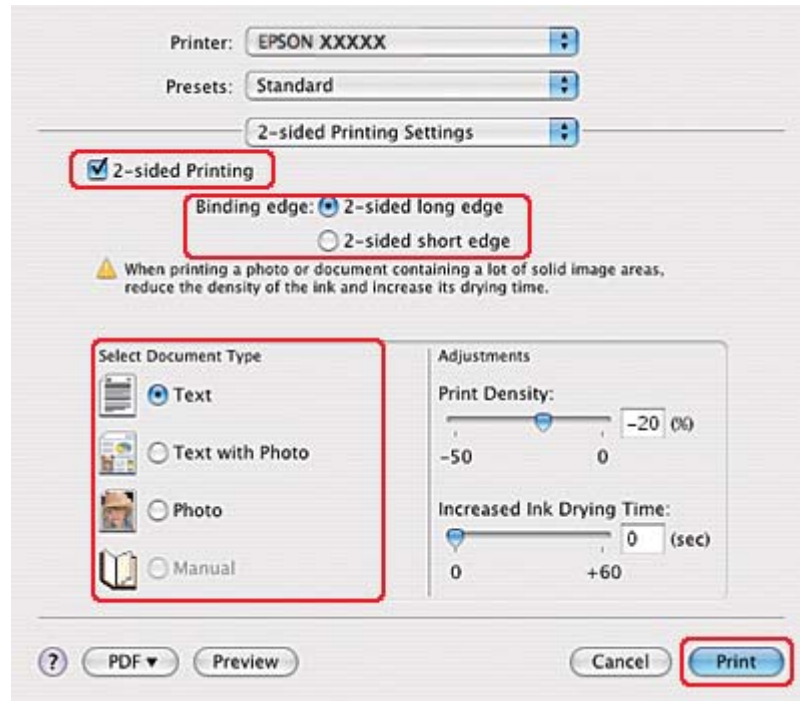 Printer: EPSON XXXXX
Presets: Standard
2-sided Printing Settings
2-sided Printing
Binding edge: 2-sided long edge
2-sided short edge
When printing a photo or document containing a lot of solid image areas,
reduce the density of the ink and increase its drying time.
Select Document Type
Text
Text with Photo
Photo
Manual
Adjustments
Print Density:
-20 (%)
-50 0
Increased Ink Drying Time:
0 (sec)
0 +60
? PDF Preview Cancel Print